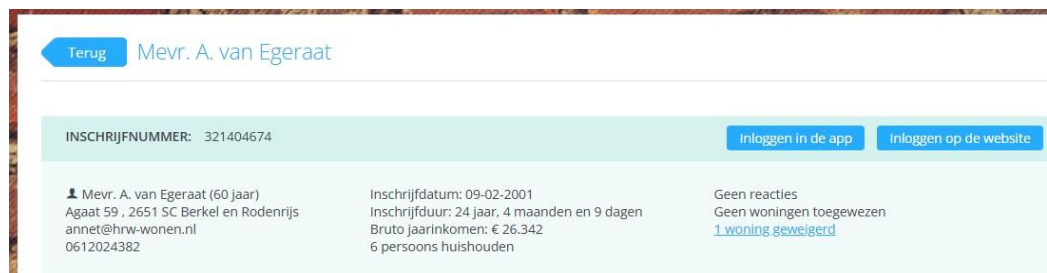 Terug
Mevr. A. van Egeraat
INSCHRIJFNUMMER: 321404674
Inloggen in de app
Inloggen op de website
Mevr. A. van Egeraat (60 jaar)
Agaat 59 , 2651 SC Berkel en Rodenrijs
annet@hrw-wonen.nl
0612024382
Inschrijfdatum: 09-02-2001
Inschrijfduur: 24 jaar, 4 maanden en 9 dagen
Bruto jaarinkomen: € 26.342
6 persoons huishouden
Geen reacties
Geen woningen toegewezen
1 woning geweigerd